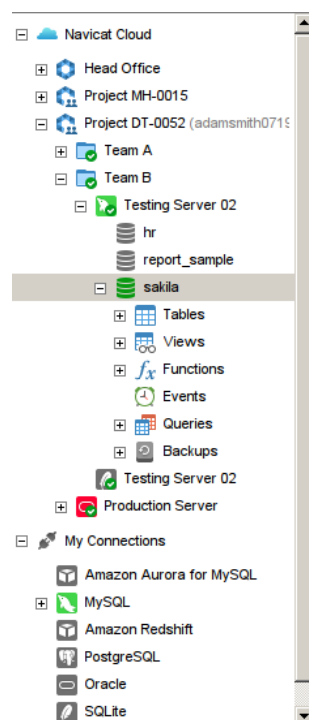 Navicat Cloud
Head Office
Project MH-0015
Project DT-0052 (adamsmith0719
Team A
Team B
Testing Server 02
hr
report_sample
sakila
Tables
Views
fx Functions
Events
Queries
Backups
Testing Server 02
Production Server
My Connections
Amazon Aurora for MySQL
MySQL
Amazon Redshift
PostgreSQL
Oracle
SQLite